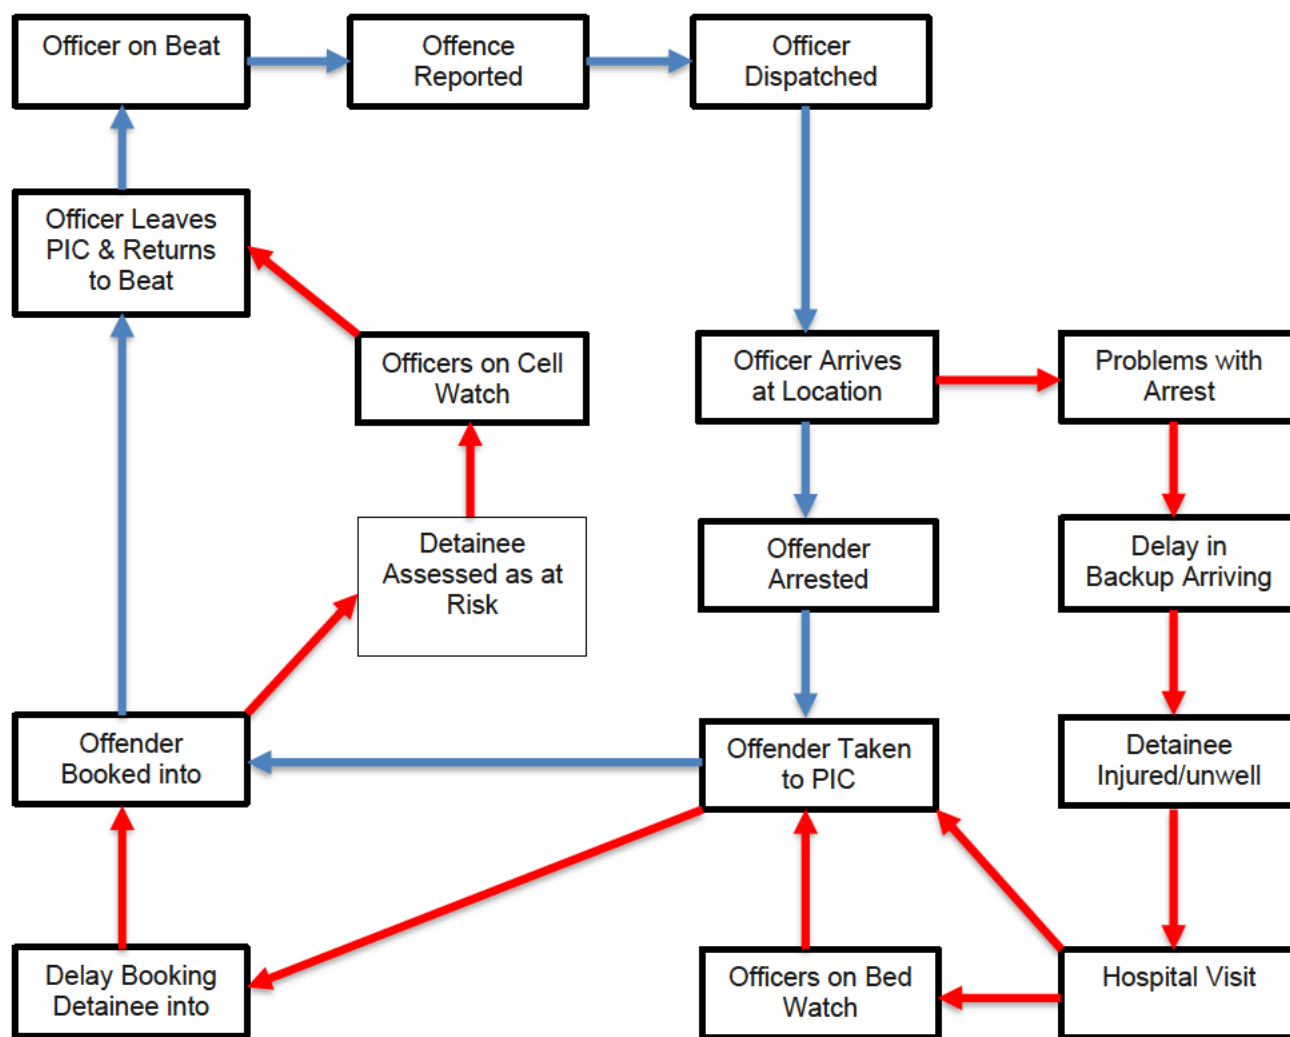 Officer on Beat
Offence
Reported
Officer
Dispatched
Officer Leaves
PIC & Returns
to Beat
Officers on Cell
Watch
Officer Arrives
at Location
Problems with
Arrest
Detainee
Assessed as at
Risk
Offender
Arrested
Delay in
Backup Arriving
Offender
Booked into
Offender Taken
to PIC
Detainee
Injured/unwell
Delay Booking
Detainee into
Officers on Bed
Watch
Hospital Visit